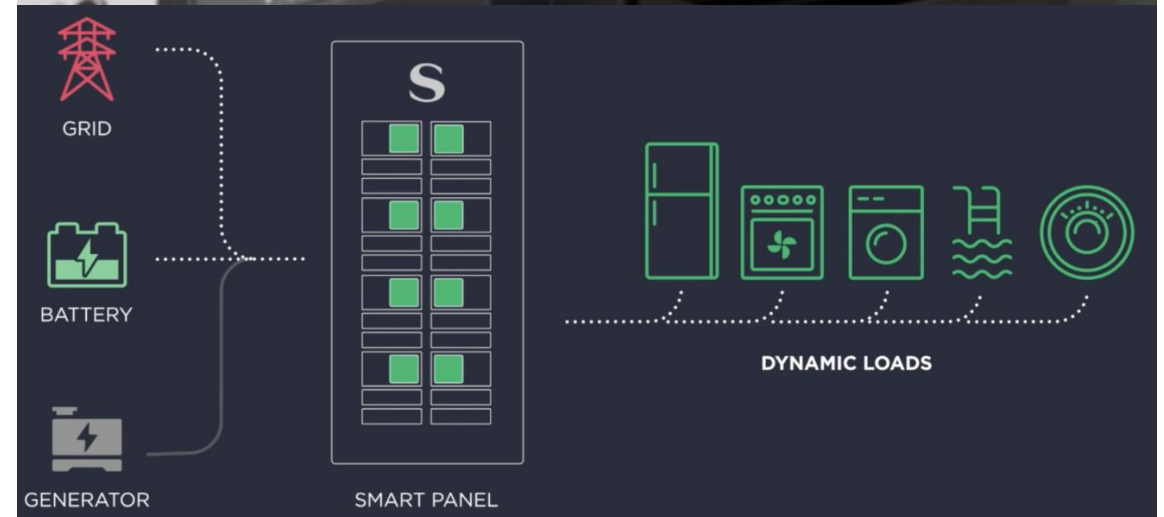 GRID
BATTERY
GENERATOR
S
SMART PANEL
DYNAMIC LOADS